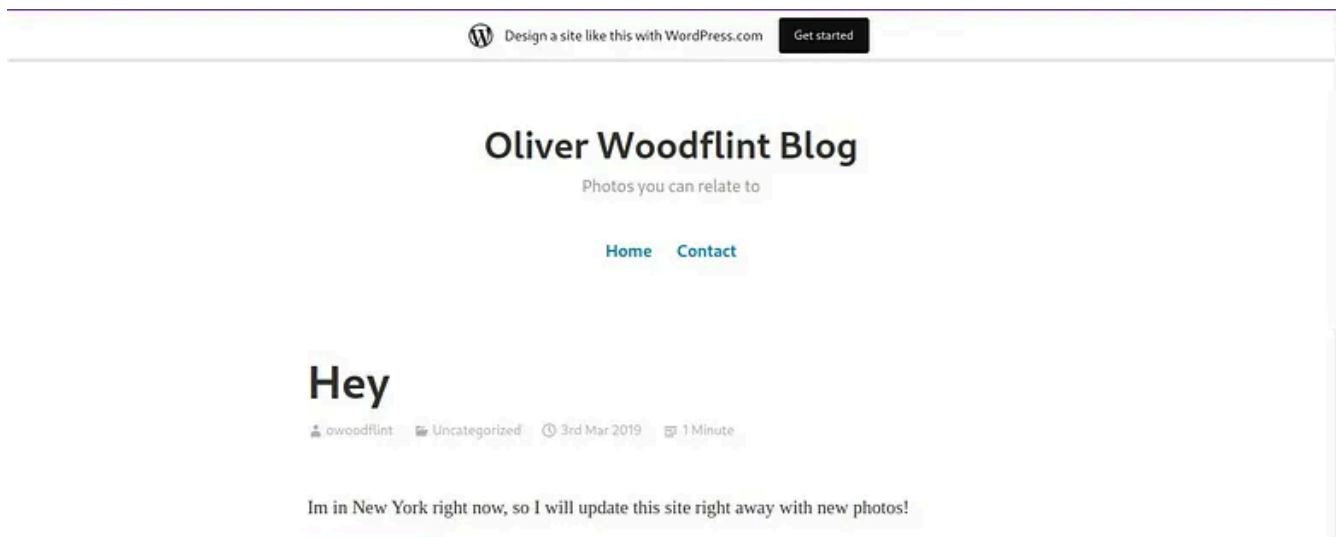 Design a site like this with WordPress.com Get started
Oliver Woodflint Blog
Photos you can relate to
Home Contact
Hey
owoodflint Uncategorized 3rd Mar 2019 1 Minute
Im in New York right now, so I will update this site right away with new photos!